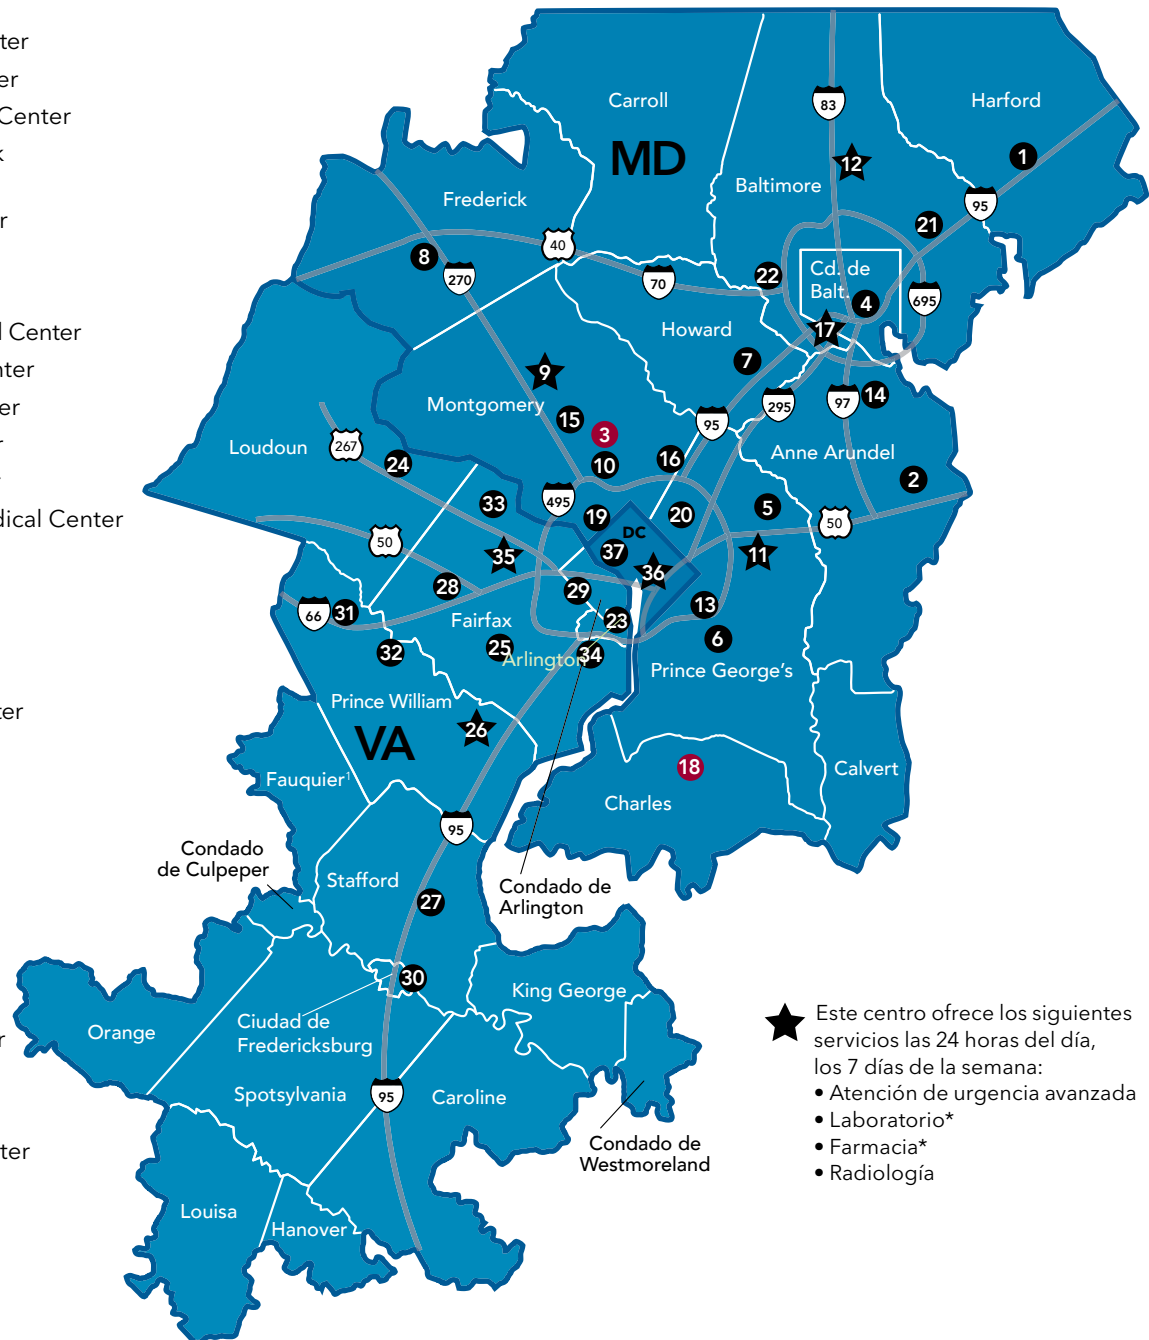 ter
er
Center
k
r
l Center
nter
er
r
dical Center
ter
r
ter
Carroll
Harford
83
MD
12
1
Baltimore
Frederick
95
21
40
8
270
70
22
Cd. de
Balt.
4
695
17
Howard
7
9
Montgomery
15
3
295
97
14
95
Loudoun
267
24
10
16
Anne Arundel
2
33
495
19
20
5
50
DC
50
35
37
11
36
28
29
13
66
31
Fairfax
23
6
32
25
Arlington
34
Prince George's
Prince William
26
VA
18
Calvert
Fauquier¹
Charles
95
Condado
de Culpeper
Stafford
Condado de
Arlington
27
30
King George
Orange
Ciudad de
Fredericksburg
Spotsylvania
95
Caroline
Condado de
Westmoreland
Louisa
Hanover
Este centro ofrece los siguientes
servicios las 24 horas del día,
los 7 días de la semana:
• Atención de urgencia avanzada
• Laboratorio*
• Farmacia*
• Radiología